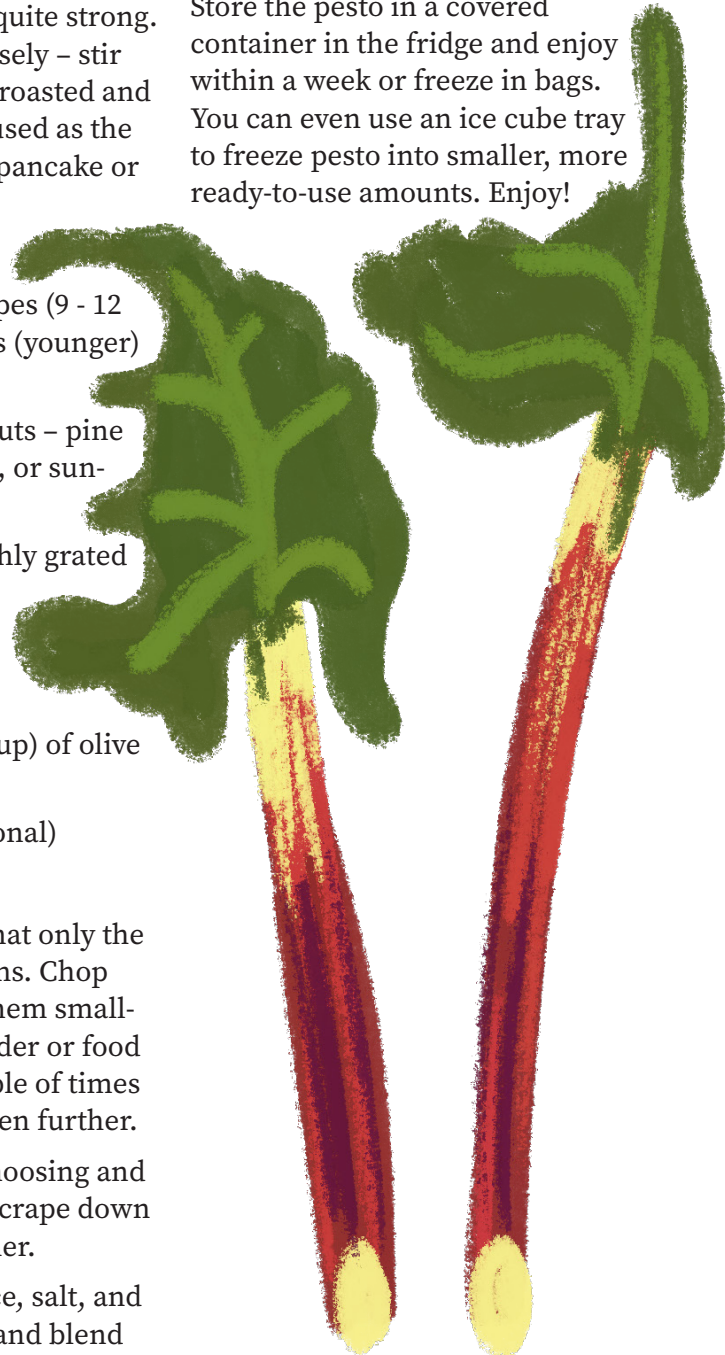 quite strong.
sely – stir
roasted and
used as the
pancake or
pes (9 - 12
s (younger)
uts – pine
, or sun-
hly grated
up) of olive
onal)
hat only the
ns. Chop
hem small-
der or food
ple of times
en further.
hoosing and
crape down
er.
e, salt, and
and blend
Store the pesto in a covered
container in the fridge and enjoy
within a week or freeze in bags.
You can even use an ice cube tray
to freeze pesto into smaller, more
ready-to-use amounts. Enjoy!